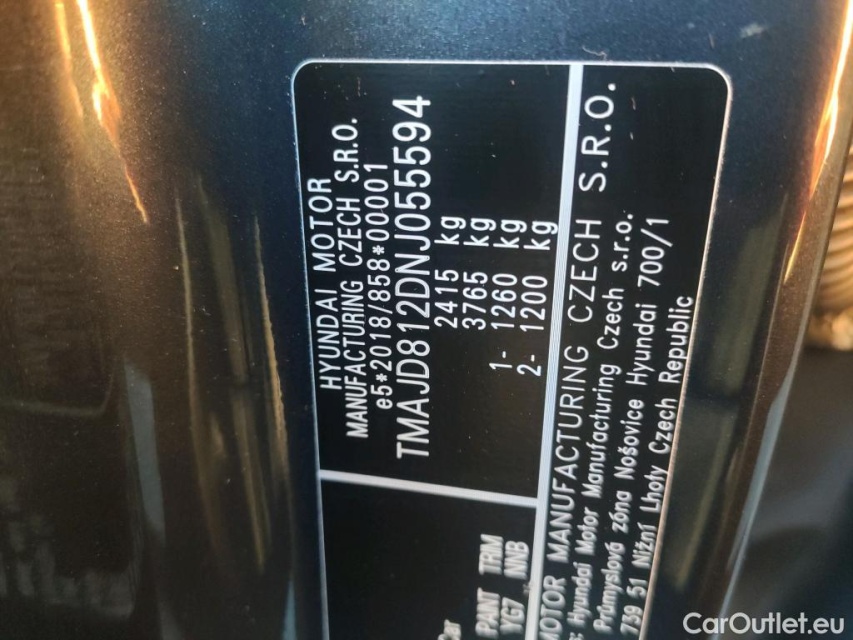 HYUNDAI MOTOR
MANUFACTURING CZECH S.R.O.
e5*2018/858*00001
TMAJD812DNJ055594
2415 kg
3765 kg
1- 1260 kg
2- 1200 kg
PANT TRM
YG7 NNB
MOTOR MANUFACTURING CZECH S.R.O.
Hyundai Motor Manufacturing Czech s.r.o.
Průmyslová zóna Nošovice Hyundai 700/1
739 51 Nižní Lhoty Czech Republic
CarOutlet.eu